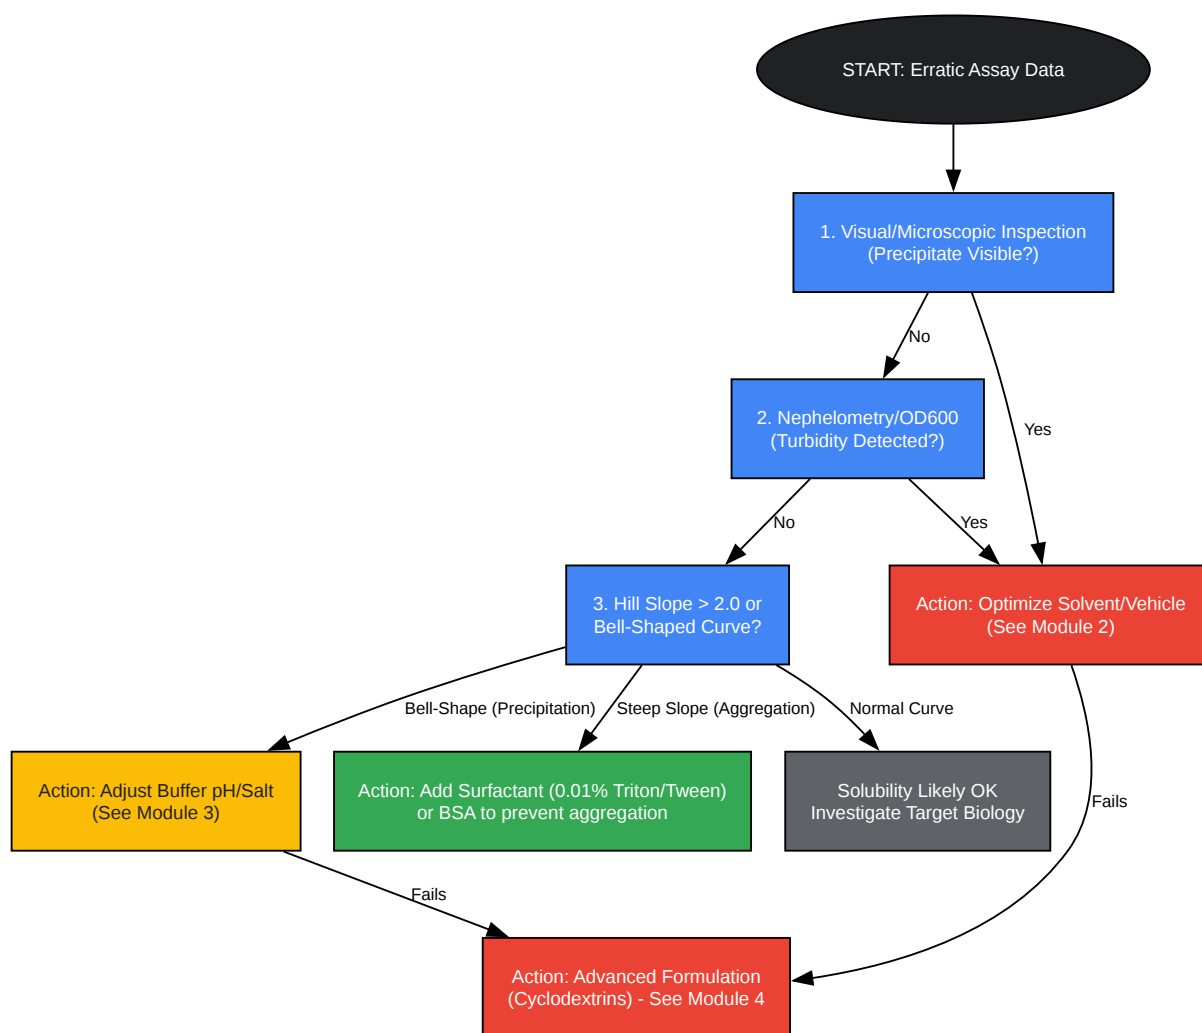 START: Erratic Assay Data
1. Visual/Microscopic Inspection
(Precipitate Visible?)
No
Yes
2. Nephelometry/OD600
(Turbidity Detected?)
No
Yes
3. Hill Slope > 2.0 or
Bell-Shaped Curve?
Action: Optimize Solvent/Vehicle
(See Module 2)
Bell-Shape (Precipitation)
Steep Slope (Aggregation)
Normal Curve
Fails
Action: Adjust Buffer pH/Salt
(See Module 3)
Action: Add Surfactant (0.01% Triton/Tween)
or BSA to prevent aggregation
Solubility Likely OK
Investigate Target Biology
Fails
Action: Advanced Formulation
(Cyclodextrins) - See Module 4